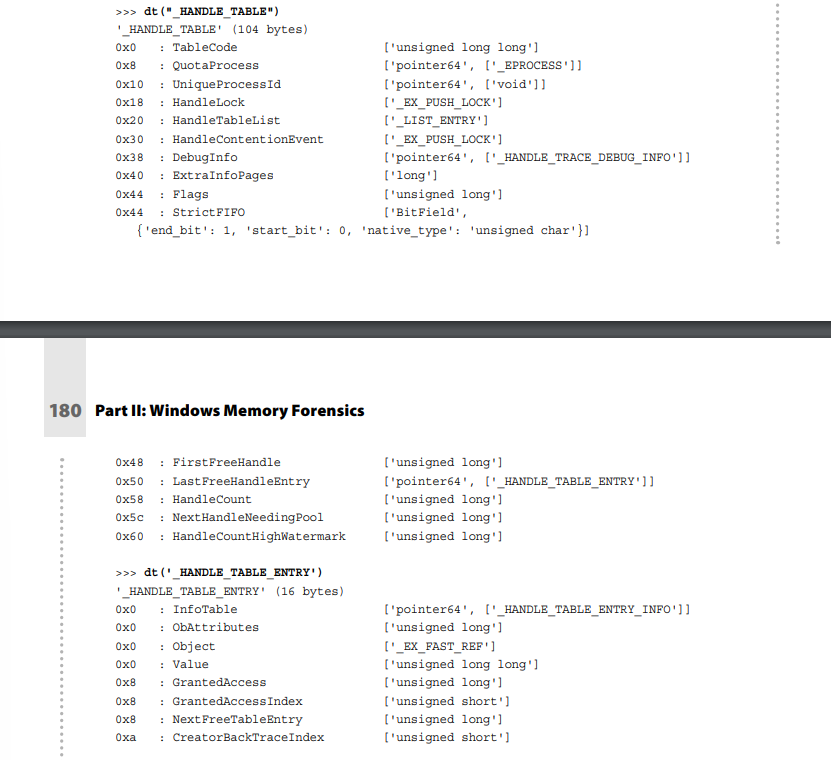 >>> dt("_HANDLE_TABLE")
'_HANDLE_TABLE' (104 bytes)
0x0 : TableCode ['unsigned long long']
0x8 : QuotaProcess ['pointer64', ['_EPROCESS']]
0x10 : UniqueProcessId ['pointer64', ['void']]
0x18 : HandleLock ['_EX_PUSH_LOCK']
0x20 : HandleTableList ['_LIST_ENTRY']
0x30 : HandleContentionEvent ['_EX_PUSH_LOCK']
0x38 : DebugInfo ['pointer64', ['_HANDLE_TRACE_DEBUG_INFO']]
0x40 : ExtraInfoPages ['long']
0x44 : Flags ['unsigned long']
0x44 : StrictFIFO ['BitField',
{'end_bit': 1, 'start_bit': 0, 'native_type': 'unsigned char'}]
180 Part II: Windows Memory Forensics
0x48 : FirstFreeHandle ['unsigned long']
0x50 : LastFreeHandleEntry ['pointer64', ['_HANDLE_TABLE_ENTRY']]
0x58 : HandleCount ['unsigned long']
0x5c : NextHandleNeedingPool ['unsigned long']
0x60 : HandleCountHighWatermark ['unsigned long']
>>> dt('_HANDLE_TABLE_ENTRY')
'_HANDLE_TABLE_ENTRY' (16 bytes)
0x0 : InfoTable ['pointer64', ['_HANDLE_TABLE_ENTRY_INFO']]
0x0 : ObAttributes ['unsigned long']
0x0 : Object ['_EX_FAST_REF']
0x0 : Value ['unsigned long long']
0x8 : GrantedAccess ['unsigned long']
0x8 : GrantedAccessIndex ['unsigned short']
0x8 : NextFreeTableEntry ['unsigned long']
0xa : CreatorBackTraceIndex ['unsigned short']